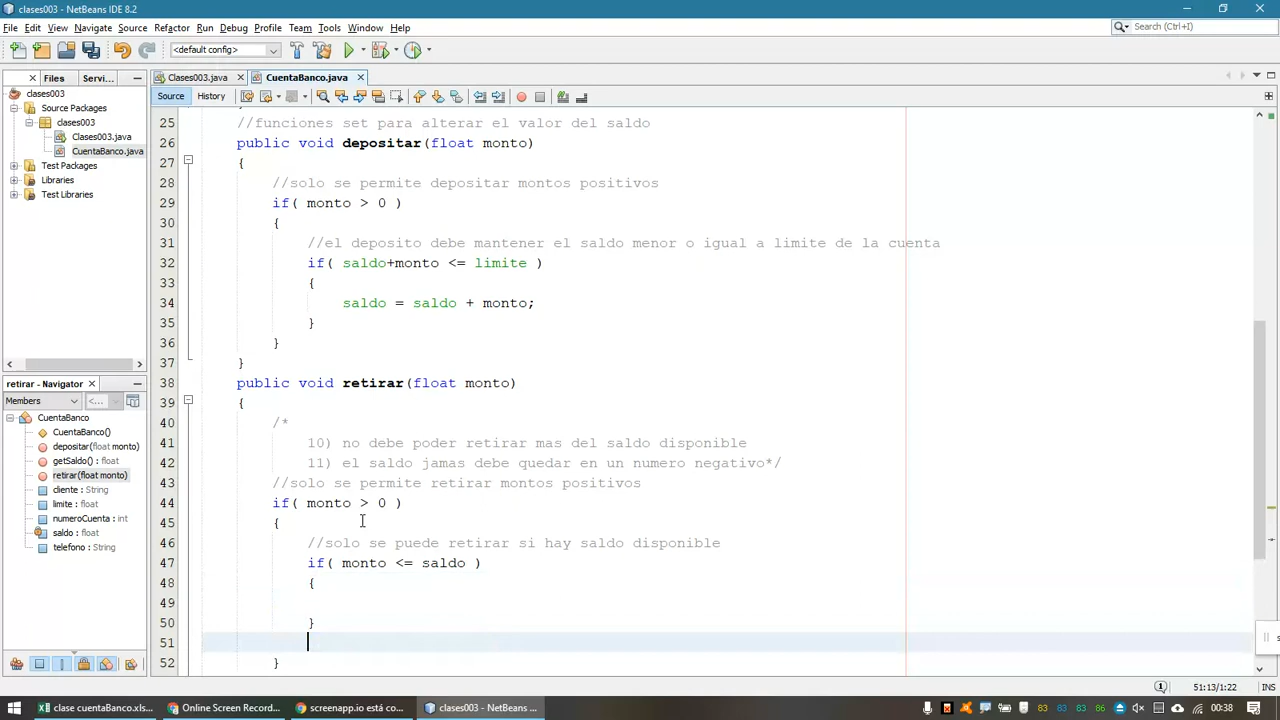 clases003 - NetBeans IDE 8.2
File Edit View Navigate Source Refactor Run Debug Profile Team Tools Window Help
Search (Ctrl+I)
<default config>
Files Servi...
Clases003.java
CuentaBanco.java
Source History
clases003
Source Packages
clases003
Clases003.java
CuentaBanco.java
Test Packages
Libraries
Test Libraries
retirar - Navigator
Members <...
CuentaBanco
CuentaBanco()
depositar(float monto)
getSaldo() : float
retirar(float monto)
cliente : String
limite : float
numeroCuenta : int
saldo : float
telefono : String
25 //funciones set para alterar el valor del saldo
26 public void depositar(float monto)
27 {
28 //solo se permite depositar montos positivos
29 if( monto > 0 )
30 {
31 //el deposito debe mantener el saldo menor o igual a limite de la cuenta
32 if( saldo+monto <= limite )
33 {
34 saldo = saldo + monto;
35 }
36 }
37 }
38 public void retirar(float monto)
39 {
40 /*
41 10) no debe poder retirar mas del saldo disponible
42 11) el saldo jamas debe quedar en un numero negativo*/
43 //solo se permite retirar montos positivos
44 if( monto > 0 )
45 {
46 //solo se puede retirar si hay saldo disponible
47 if( monto <= saldo )
48 {
49
50 }
51
52 }
51:13/1:22 INS
clase cuentaBanco.xls...
Online Screen Record...
screenapp.io está co...
clases003 - NetBeans ...
83 83 83 86
00:38